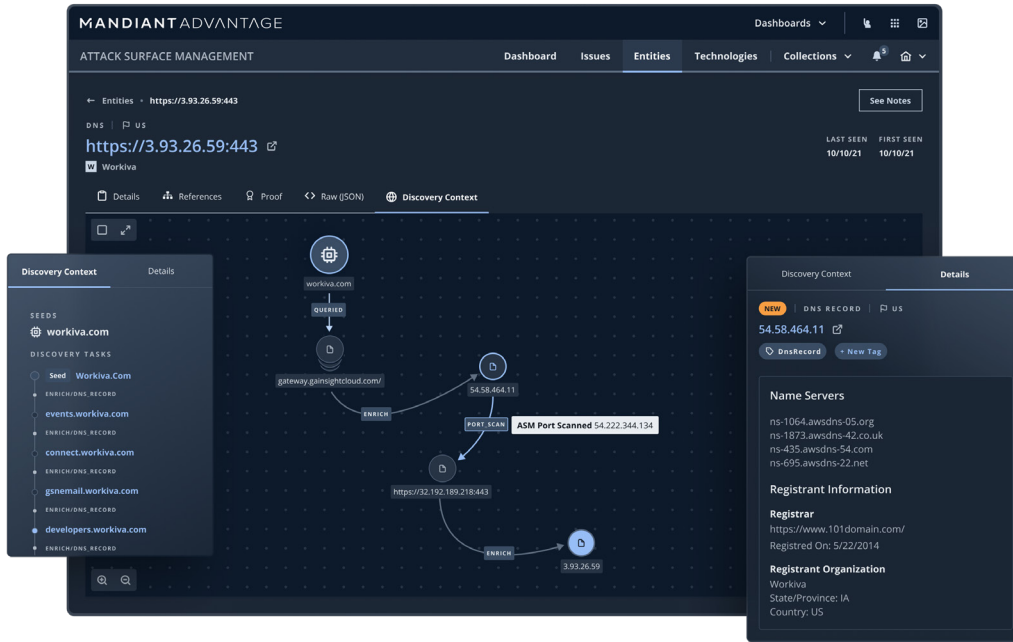 MANDIANT ADVANTAGE
Dashboards
ATTACK SURFACE MANAGEMENT
Dashboard Issues Entities Technologies Collections 5
← Entities • https://3.93.26.59:443
See Notes
DNS US
https://3.93.26.59:443
W Workiva
LAST SEEN FIRST SEEN
10/10/21 10/10/21
Details References Proof Raw (JSON) Discovery Context
workiva.com
QUERIED
gateway.gainsightcloud.com/
ENRICH
54.58.464.11
PORT_SCAN
ASM Port Scanned 54.222.344.134
https://32.192.189.218:443
ENRICH
3.93.26.59
Discovery Context Details
SEEDS
workiva.com
DISCOVERY TASKS
Seed Workiva.Com
ENRICH/DNS_RECORD
events.workiva.com
ENRICH/DNS_RECORD
connect.workiva.com
ENRICH/DNS_RECORD
gsnemail.workiva.com
ENRICH/DNS_RECORD
developers.workiva.com
ENRICH/DNS_RECORD
Discovery Context Details
NEW DNS RECORD US
54.58.464.11
DnsRecord + New Tag
Name Servers
ns-1064.awsdns-05.org
ns-1873.awsdns-42.co.uk
ns-435.awsdns-54.com
ns-695.awsdns-22.net
Registrant Information
Registrar
https://www.101domain.com/
Registred On: 5/22/2014
Registrant Organization
Workiva
State/Province: IA
Country: US